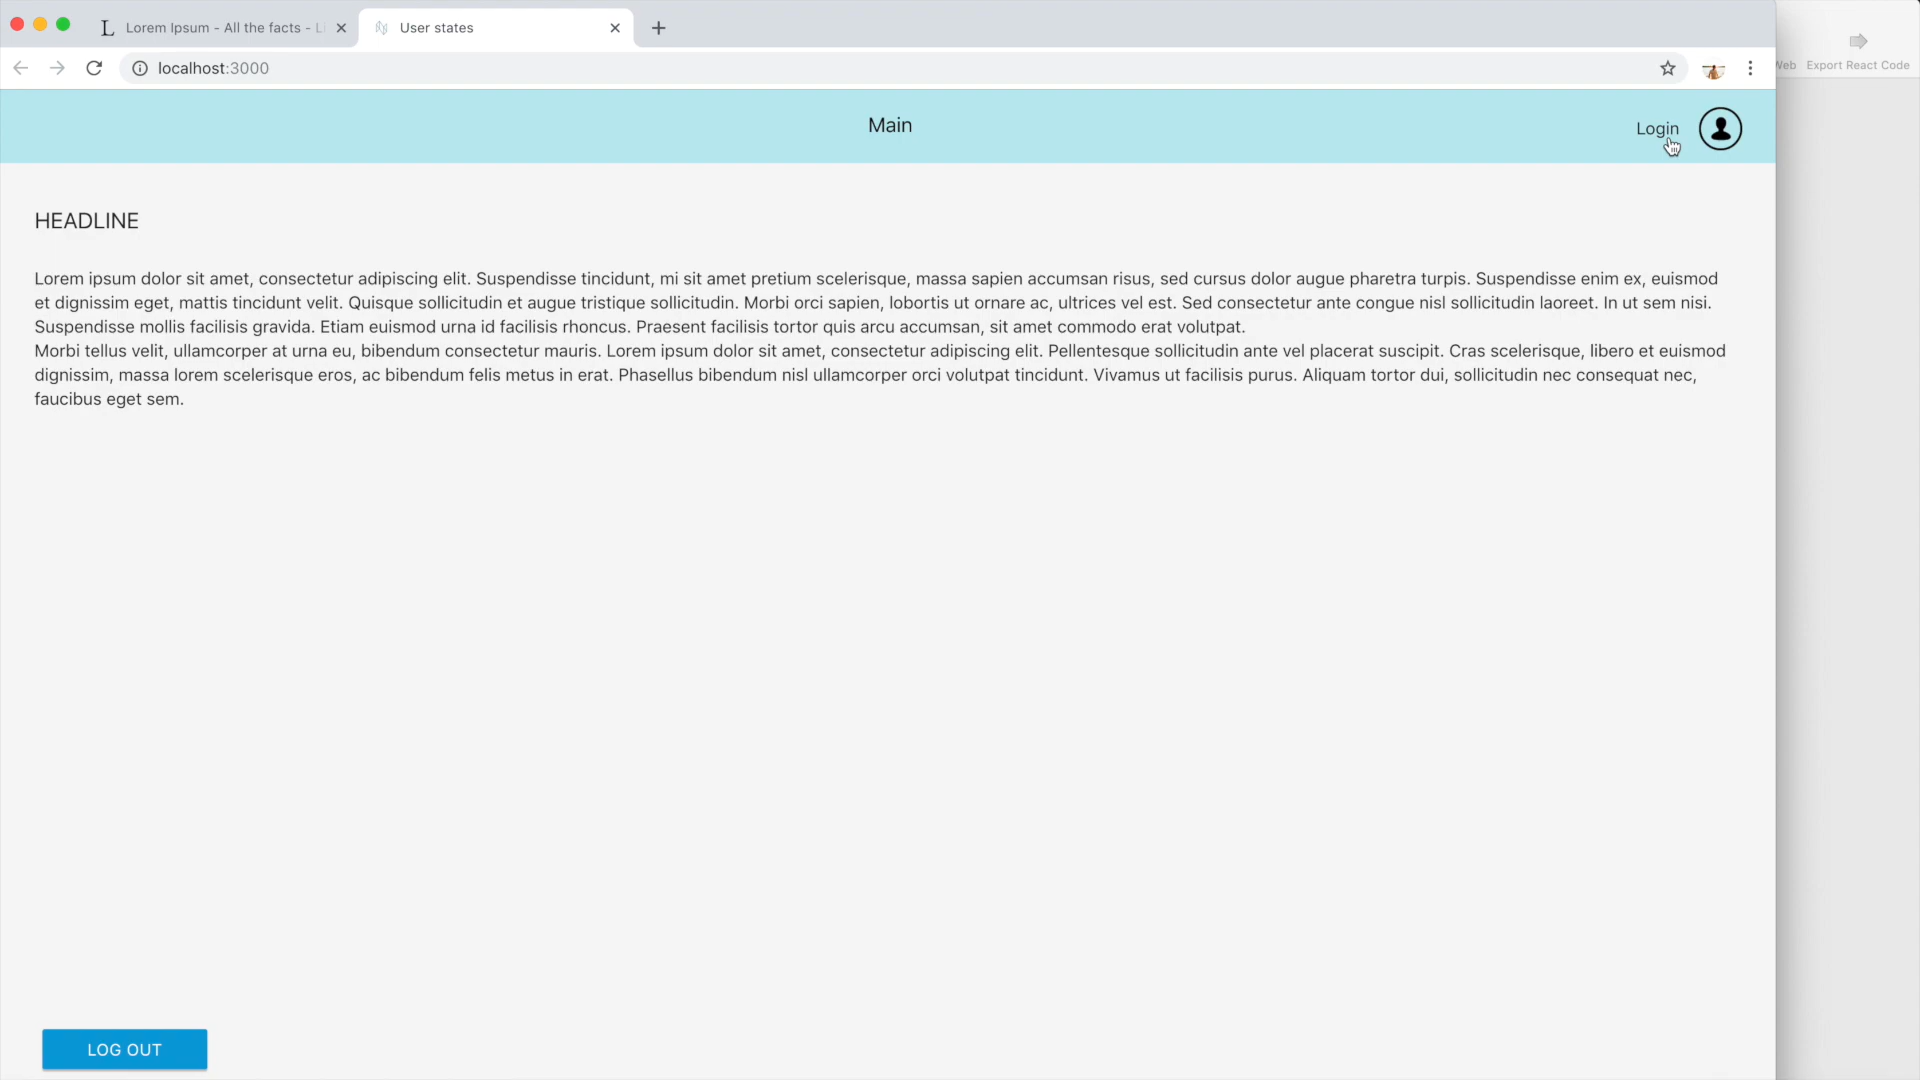 Lorem Ipsum - All the facts - Li
User states
localhost:3000
Web
Export React Code
Main
Login
HEADLINE
Lorem ipsum dolor sit amet, consectetur adipiscing elit. Suspendisse tincidunt, mi sit amet pretium scelerisque, massa sapien accumsan risus, sed cursus dolor augue pharetra turpis. Suspendisse enim ex, euismod
et dignissim eget, mattis tincidunt velit. Quisque sollicitudin et augue tristique sollicitudin. Morbi orci sapien, lobortis ut ornare ac, ultrices vel est. Sed consectetur ante congue nisl sollicitudin laoreet. In ut sem nisi.
Suspendisse mollis facilisis gravida. Etiam euismod urna id facilisis rhoncus. Praesent facilisis tortor quis arcu accumsan, sit amet commodo erat volutpat.
Morbi tellus velit, ullamcorper at urna eu, bibendum consectetur mauris. Lorem ipsum dolor sit amet, consectetur adipiscing elit. Pellentesque sollicitudin ante vel placerat suscipit. Cras scelerisque, libero et euismod
dignissim, massa lorem scelerisque eros, ac bibendum felis metus in erat. Phasellus bibendum nisl ullamcorper orci volutpat tincidunt. Vivamus ut facilisis purus. Aliquam tortor dui, sollicitudin nec consequat nec,
faucibus eget sem.
LOG OUT